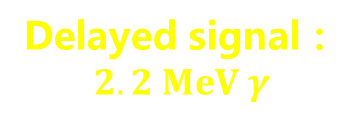 Delayed signal :
2.2 MeV γ